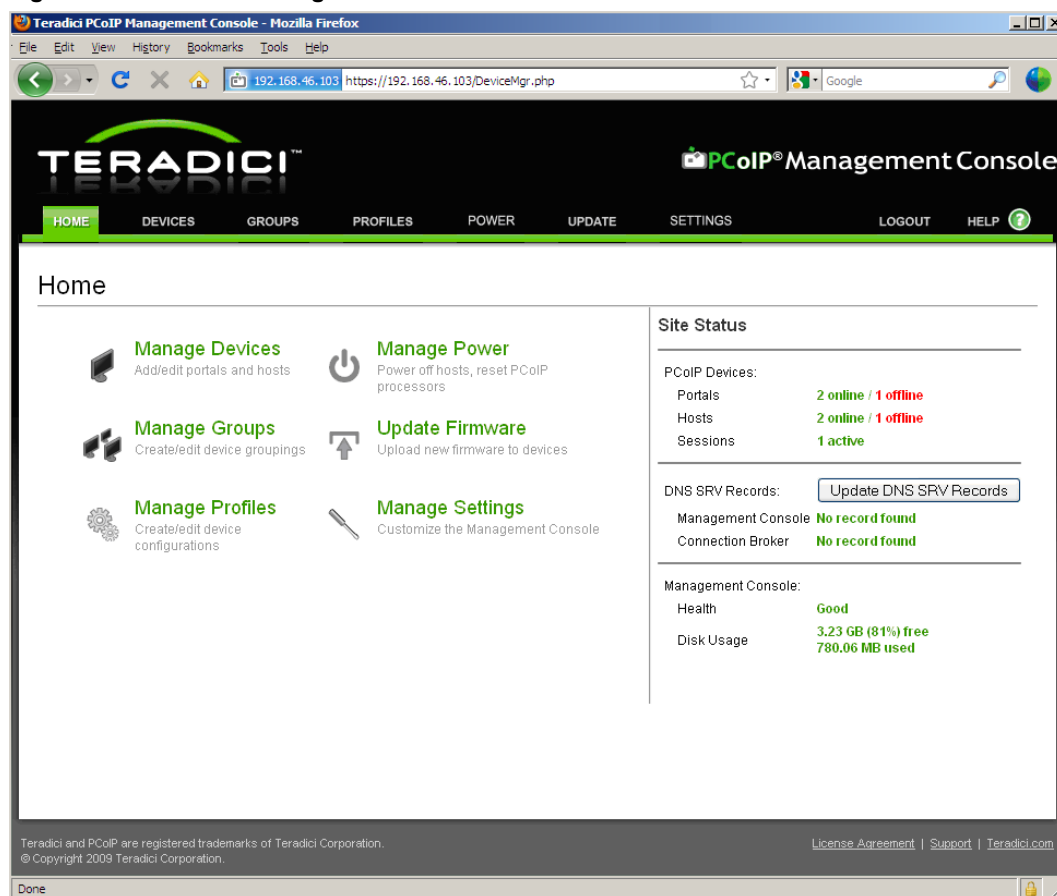 Teradici PCoIP Management Console - Mozilla Firefox
File Edit View History Bookmarks Tools Help
192.168.46.103 https://192.168.46.103/DeviceMgr.php
Google
TERADICI™
PCoIP® Management Console
HOME DEVICES GROUPS PROFILES POWER UPDATE SETTINGS LOGOUT HELP ?
Home
Manage Devices
Add/edit portals and hosts
Manage Power
Power off hosts, reset PCoIP
processors
Manage Groups
Create/edit device groupings
Update Firmware
Upload new firmware to devices
Manage Profiles
Create/edit device
configurations
Manage Settings
Customize the Management Console
Site Status
PCoIP Devices:
Portals 2 online / 1 offline
Hosts 2 online / 1 offline
Sessions 1 active
DNS SRV Records: Update DNS SRV Records
Management Console No record found
Connection Broker No record found
Management Console:
Health Good
Disk Usage 3.23 GB (81%) free
780.06 MB used
Teradici and PCoIP are registered trademarks of Teradici Corporation.
© Copyright 2009 Teradici Corporation.
License Agreement | Support | Teradici.com
Done